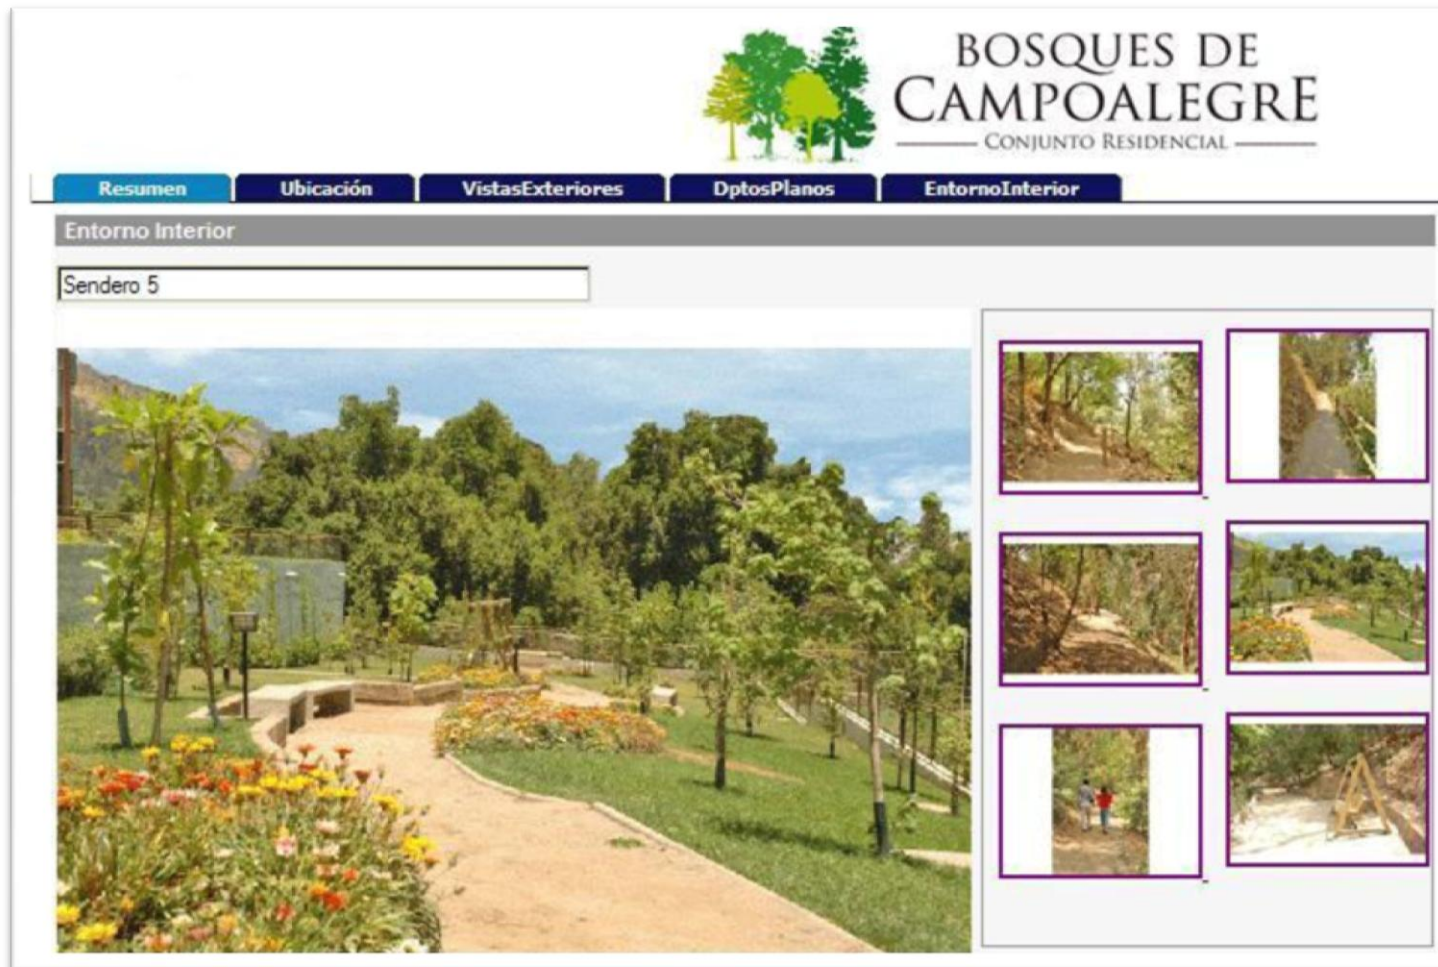 BOSQUES DE
CAMPOALEGRE
CONJUNTO RESIDENCIAL
Resumen Ubicación VistasExteriores DptosPlanos EntornoInterior
Entorno Interior
Sendero 5